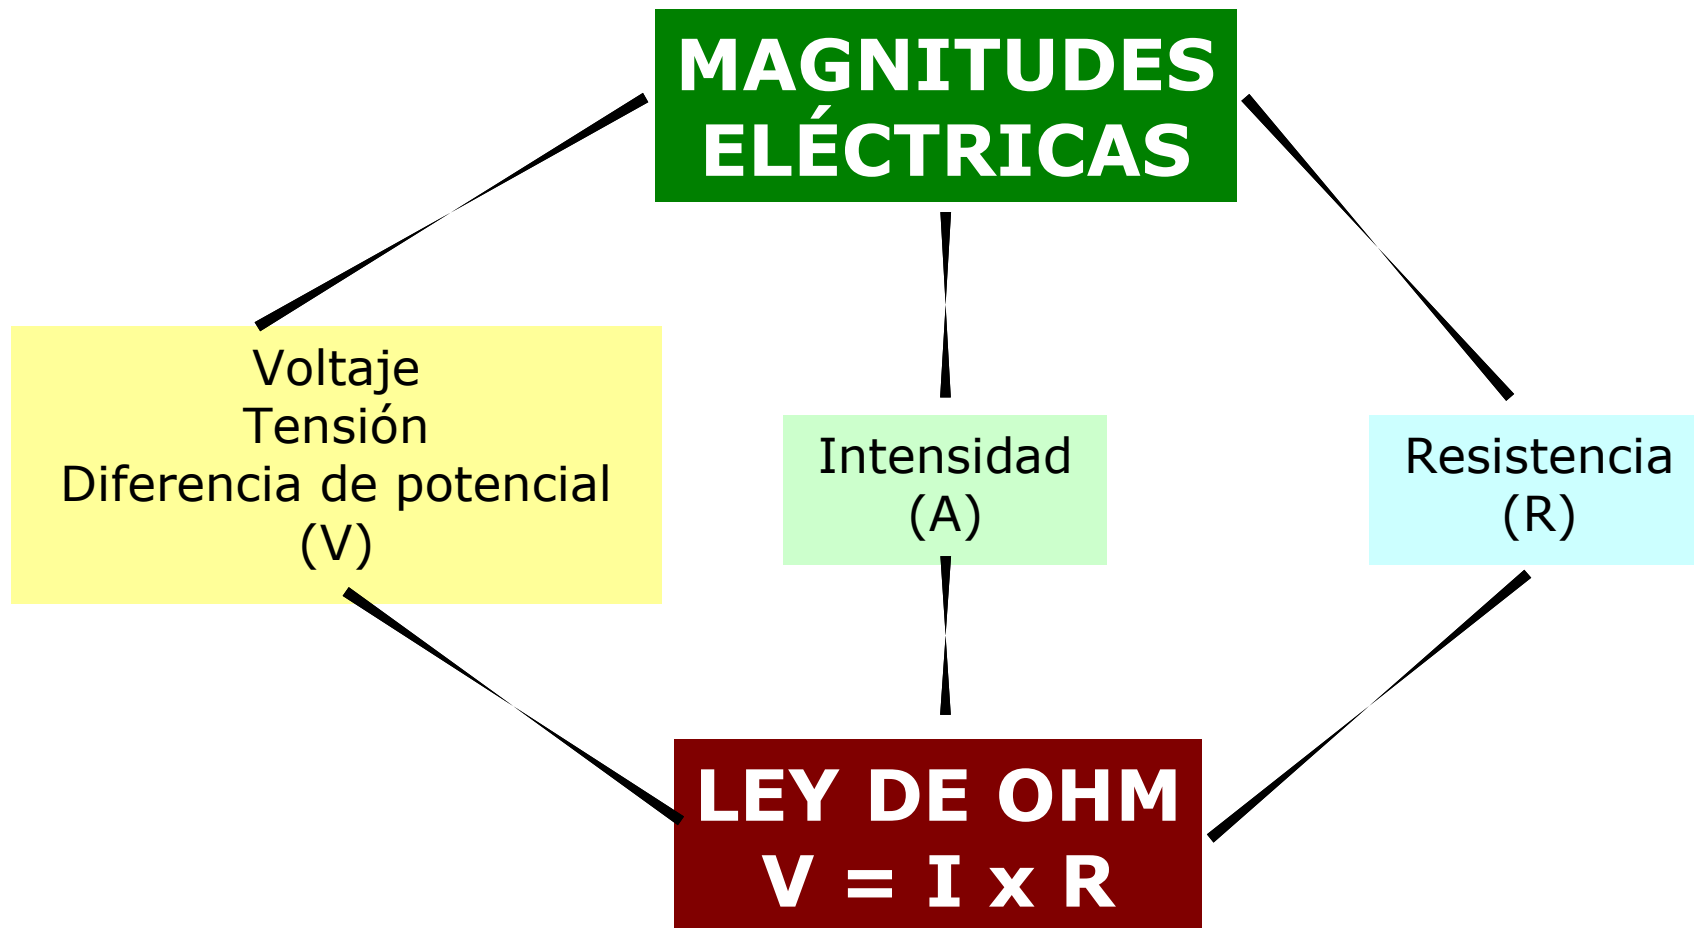 MAGNITUDES
ELÉCTRICAS
Voltaje
Tensión
Diferencia de potencial
(V)
Intensidad
(A)
Resistencia
(R)
LEY DE OHM
V = I x R